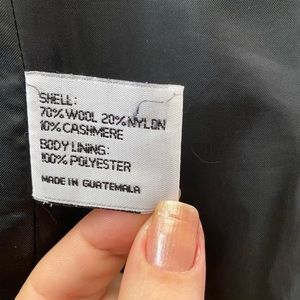 SHELL:
70% WOOL 20% NYLON
10% CASHMERE
BODY LINING:
100% POLYESTER
MADE IN GUATEMALA